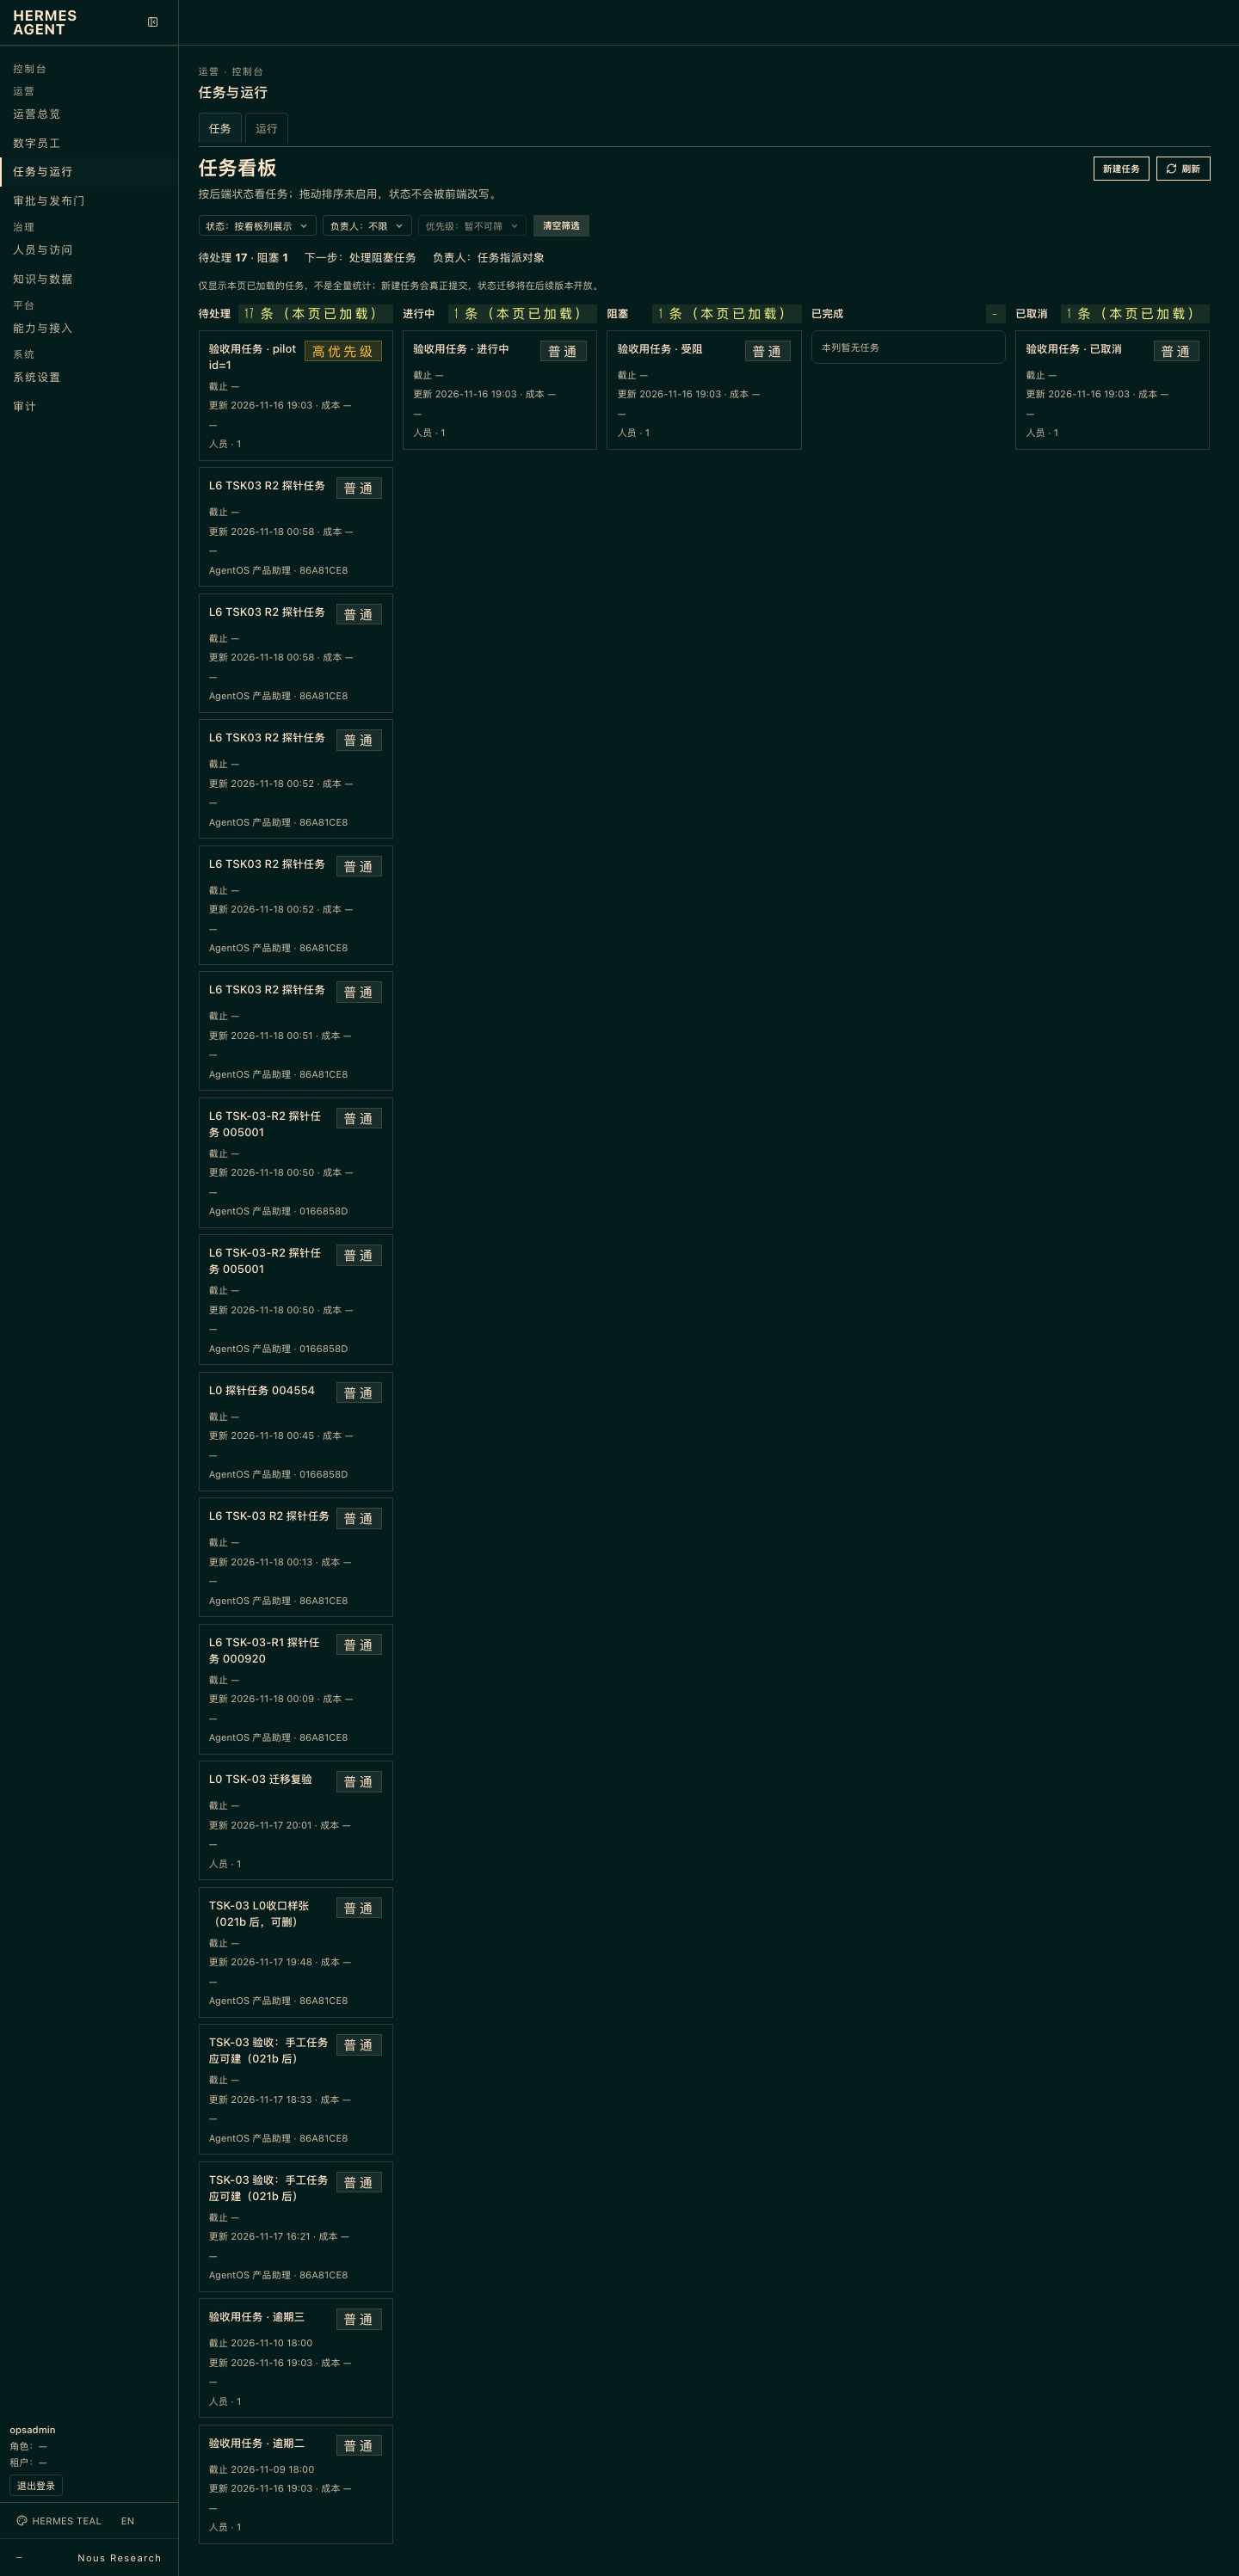 HERMES
AGENT
控制台
运营
运营总览
数字员工
任务与运行
审批与发布门
治理
人员与访问
知识与数据
平台
能力与接入
系统
系统设置
审计
opsadmin
角色：—
租户：—
退出登录
HERMES TEAL EN
— Nous Research
运营 · 控制台
任务与运行
任务 运行
任务看板
新建任务 刷新
按后端状态看任务；拖动排序未启用，状态不会被前端改写。
状态：按看板列展示 负责人：不限 优先级：暂不可筛 清空筛选
待处理 17 · 阻塞 1 下一步：处理阻塞任务 负责人：任务指派对象
仅显示本页已加载的任务，不是全量统计；新建任务会真正提交，状态迁移将在后续版本开放。
待处理 17 条（本页已加载）
验收用任务 · pilot 高优先级
id=1
截止 —
更新 2026-11-16 19:03 · 成本 —
—
人员 · 1
L6 TSK03 R2 探针任务 普通
截止 —
更新 2026-11-18 00:58 · 成本 —
—
AgentOS 产品助理 · 86A81CE8
L6 TSK03 R2 探针任务 普通
截止 —
更新 2026-11-18 00:58 · 成本 —
—
AgentOS 产品助理 · 86A81CE8
L6 TSK03 R2 探针任务 普通
截止 —
更新 2026-11-18 00:52 · 成本 —
—
AgentOS 产品助理 · 86A81CE8
L6 TSK03 R2 探针任务 普通
截止 —
更新 2026-11-18 00:52 · 成本 —
—
AgentOS 产品助理 · 86A81CE8
L6 TSK03 R2 探针任务 普通
截止 —
更新 2026-11-18 00:51 · 成本 —
—
AgentOS 产品助理 · 86A81CE8
L6 TSK-03-R2 探针任 普通
务 005001
截止 —
更新 2026-11-18 00:50 · 成本 —
—
AgentOS 产品助理 · 0166858D
L6 TSK-03-R2 探针任 普通
务 005001
截止 —
更新 2026-11-18 00:50 · 成本 —
—
AgentOS 产品助理 · 0166858D
L0 探针任务 004554 普通
截止 —
更新 2026-11-18 00:45 · 成本 —
—
AgentOS 产品助理 · 0166858D
L6 TSK-03 R2 探针任务 普通
截止 —
更新 2026-11-18 00:13 · 成本 —
—
AgentOS 产品助理 · 86A81CE8
L6 TSK-03-R1 探针任 普通
务 000920
截止 —
更新 2026-11-18 00:09 · 成本 —
—
AgentOS 产品助理 · 86A81CE8
L0 TSK-03 迁移复验 普通
截止 —
更新 2026-11-17 20:01 · 成本 —
—
人员 · 1
TSK-03 L0收口样张 普通
（021b 后，可删）
截止 —
更新 2026-11-17 19:48 · 成本 —
—
AgentOS 产品助理 · 86A81CE8
TSK-03 验收：手工任务 普通
应可建（021b 后）
截止 —
更新 2026-11-17 18:33 · 成本 —
—
AgentOS 产品助理 · 86A81CE8
TSK-03 验收：手工任务 普通
应可建（021b 后）
截止 —
更新 2026-11-17 16:21 · 成本 —
—
AgentOS 产品助理 · 86A81CE8
验收用任务 · 逾期三 普通
截止 2026-11-10 18:00
更新 2026-11-16 19:03 · 成本 —
—
人员 · 1
验收用任务 · 逾期二 普通
截止 2026-11-09 18:00
更新 2026-11-16 19:03 · 成本 —
—
人员 · 1
进行中 1 条（本页已加载）
验收用任务 · 进行中 普通
截止 —
更新 2026-11-16 19:03 · 成本 —
—
人员 · 1
阻塞 1 条（本页已加载）
验收用任务 · 受阻 普通
截止 —
更新 2026-11-16 19:03 · 成本 —
—
人员 · 1
已完成 —
本列暂无任务
已取消 1 条（本页已加载）
验收用任务 · 已取消 普通
截止 —
更新 2026-11-16 19:03 · 成本 —
—
人员 · 1